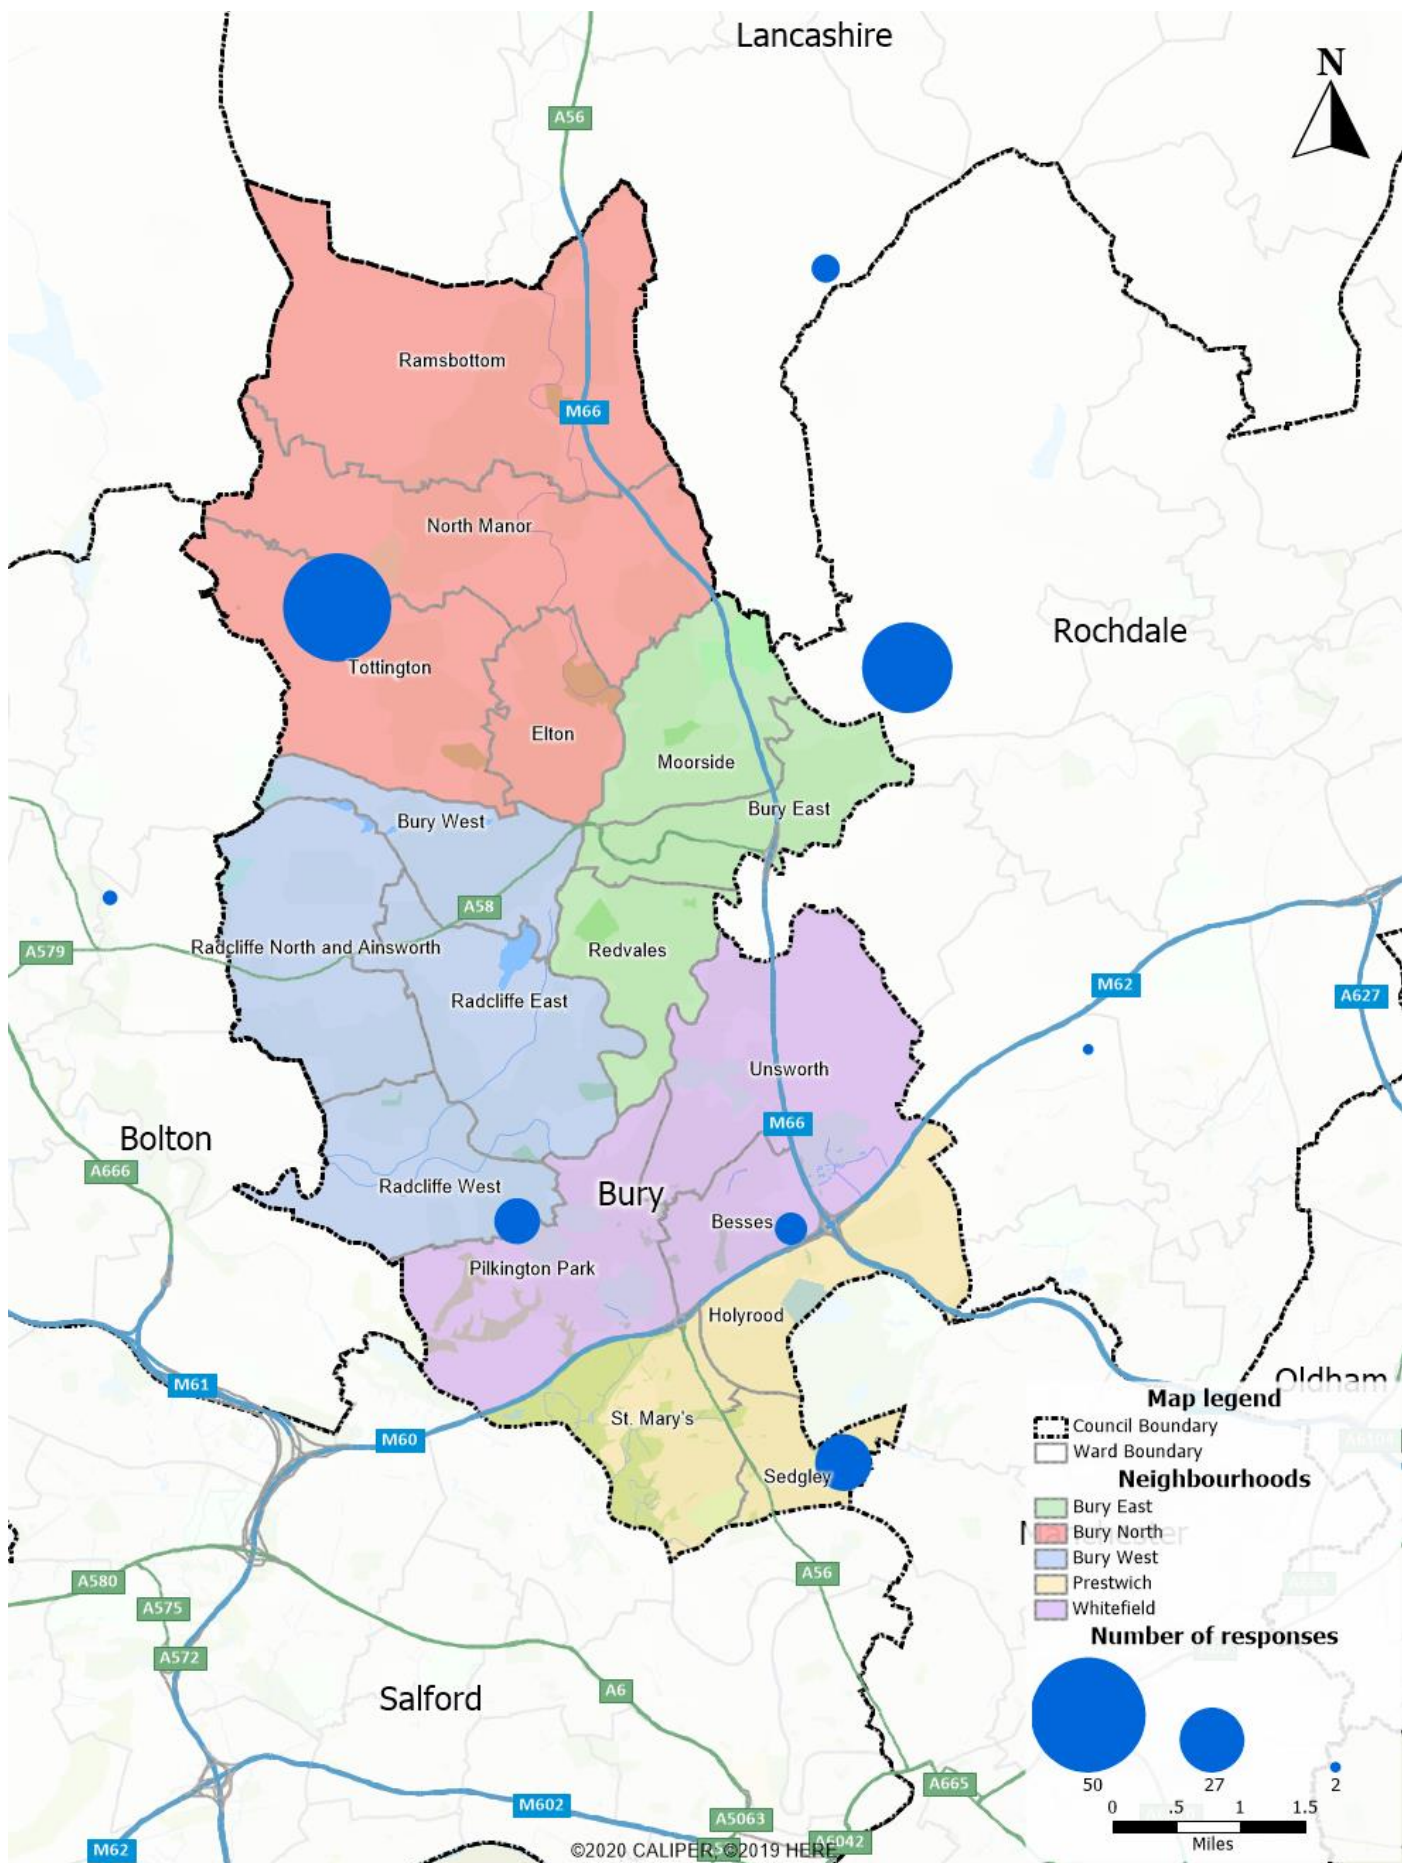 Lancashire
N
A56
Ramsbottom
M66
North Manor
Rochdale
Tottington
Elton
Moorside
Bury East
Bury West
A58
A579
Radcliffe North and Ainsworth
Redvales
M62
A627
Radcliffe East
Unsworth
M66
Bolton
A666
Radcliffe West
Bury
Besses
Pilkington Park
Holyrood
M61
Oldham
Map legend
Council Boundary
Ward Boundary
M60
St. Mary's
Sedgley
Neighbourhoods
Bury East
Bury North
Bury West
Prestwich
Whitefield
A56
A580
A575
A572
Number of responses
A6
Salford
50
27
2
A665
0 .5 1 1.5
Miles
M602
A5063
A6042
M62
©2020 CALIPER, ©2019 HERE